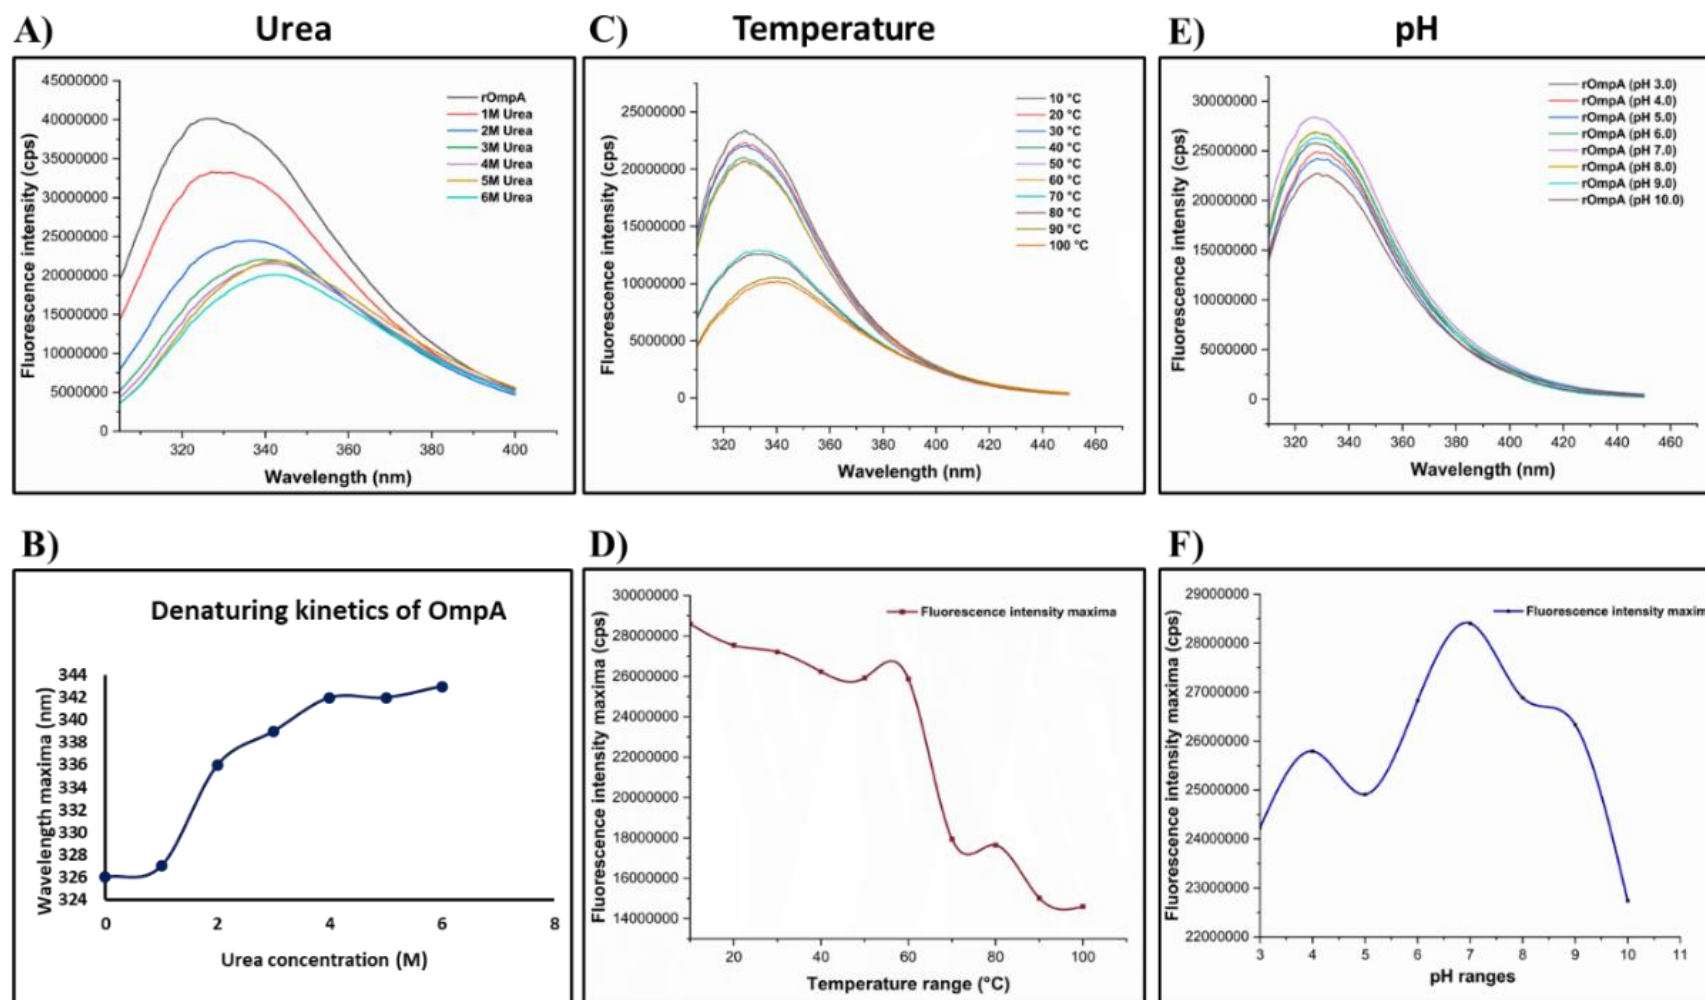 A) Urea
Fluorescence intensity (cps)
45000000
40000000
35000000
30000000
25000000
20000000
15000000
10000000
5000000
0
rOmpA
1M Urea
2M Urea
3M Urea
4M Urea
5M Urea
6M Urea
320 340 360 380 400
Wavelength (nm)
C) Temperature
Fluorescence intensity (cps)
25000000
20000000
15000000
10000000
5000000
0
10 °C
20 °C
30 °C
40 °C
50 °C
60 °C
70 °C
80 °C
90 °C
100 °C
320 340 360 380 400 420 440 460
Wavelength (nm)
E) pH
Fluorescence intensity (cps)
30000000
25000000
20000000
15000000
10000000
5000000
0
rOmpA (pH 3.0)
rOmpA (pH 4.0)
rOmpA (pH 5.0)
rOmpA (pH 6.0)
rOmpA (pH 7.0)
rOmpA (pH 8.0)
rOmpA (pH 9.0)
rOmpA (pH 10.0)
320 340 360 380 400 420 440 460
Wavelength (nm)
B)
Denaturing kinetics of OmpA
Wavelength maxima (nm)
344
342
340
338
336
334
332
330
328
326
324
0 2 4 6 8
Urea concentration (M)
D)
Fluorescence intensity maxima (cps)
30000000
28000000
26000000
24000000
22000000
20000000
18000000
16000000
14000000
Fluorescence intensity maxima
20 40 60 80 100
Temperature range (°C)
F)
Fluorescence intensity maxima (cps)
29000000
28000000
27000000
26000000
25000000
24000000
23000000
22000000
Fluorescence intensity maxim
3 4 5 6 7 8 9 10 11
pH ranges